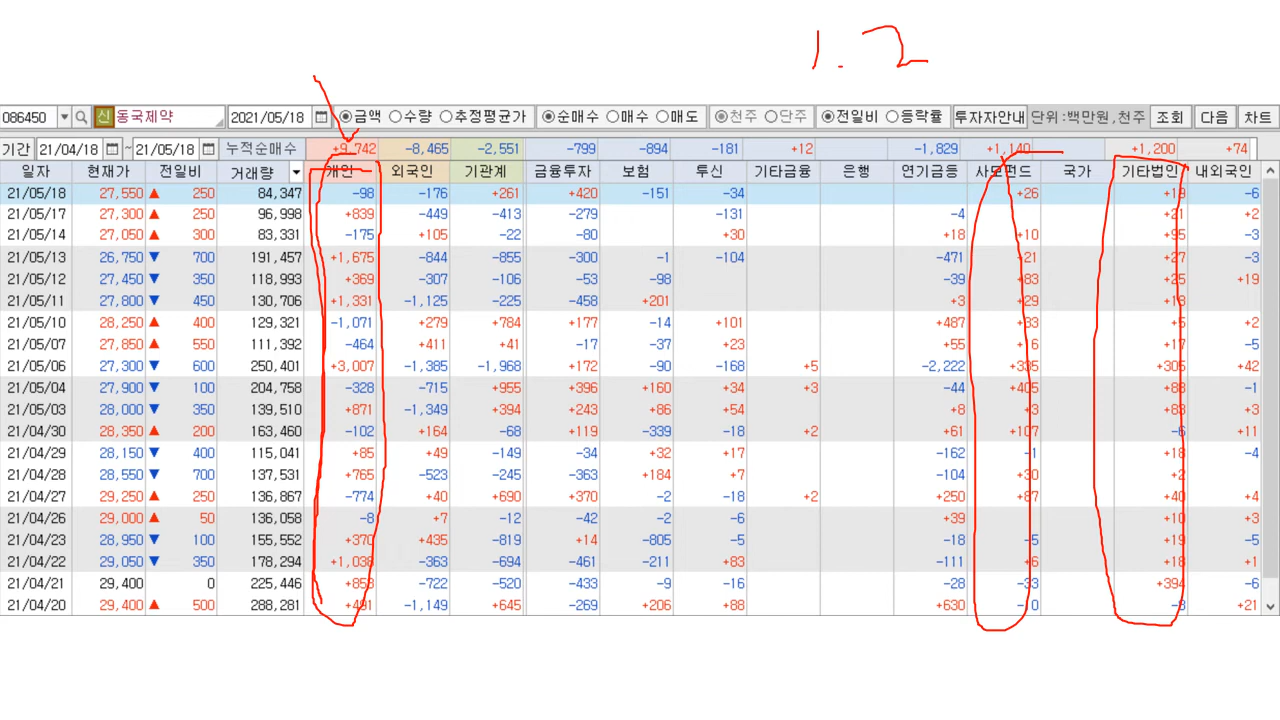 1. 2
086450 신 동국제약 2021/05/18 금액 수량 추정평균가 순매수 매수 매도 천주 단주 전일비 등락률 투자자안내 단위:백만원,천주 조회 다음 차트
기간 21/04/18 ~ 21/05/18 누적순매수 +9,742 -8,465 -2,551 -799 -894 -181 +12 -1,829 +1,140 +1,200 +74
일자 현재가 전일비 거래량 개인 외국인 기관계 금융투자 보험 투신 기타금융 은행 연기금등 사모펀드 국가 기타법인 내외국인
21/05/18 27,550 ▲ 250 84,347 -98 -176 +261 +420 -151 -34 +26 -6
21/05/17 27,300 ▲ 250 96,998 +839 -449 -413 -279 -131 -4 +21 +2
21/05/14 27,050 ▲ 300 83,331 -175 +105 -22 -80 +30 +18 +10 +95 -3
21/05/13 26,750 ▼ 700 191,457 +1,675 -844 -855 -300 -1 -104 -471 +21 +27 -3
21/05/12 27,450 ▼ 350 118,993 +369 -307 -106 -53 -98 -39 +83 +25 +19
21/05/11 27,800 ▼ 450 130,706 +1,331 -1,125 -225 -458 +201 +3 +29
21/05/10 28,250 ▲ 400 129,321 -1,071 +279 +784 +177 -14 +101 +487 +33 +5 +2
21/05/07 27,850 ▲ 550 111,392 -464 +411 +41 -17 -37 +23 +55 +6 +17 -5
21/05/06 27,300 ▼ 600 250,401 +3,007 -1,385 -1,968 +172 -90 -168 +5 -2,222 +335 +305 +42
21/05/04 27,900 ▼ 100 204,758 -328 -715 +955 +396 +160 +34 +3 -44 +405 -1
21/05/03 28,000 ▼ 350 139,510 +871 -1,349 +394 +243 +86 +54 +8 +3 +3
21/04/30 28,350 ▲ 200 163,460 -102 +164 -68 +119 -339 -18 +2 +61 +107 -6 +11
21/04/29 28,150 ▼ 400 115,041 +85 +49 -149 -34 +32 +17 -162 -1 +18 -4
21/04/28 28,550 ▼ 700 137,531 +765 -523 -245 -363 +184 +7 -104 +30 +2
21/04/27 29,250 ▲ 250 136,867 -774 +40 +690 +370 -2 -18 +2 +250 +87 +40 +4
21/04/26 29,000 ▲ 50 136,058 -8 +7 -12 -42 -2 -6 +39 +10 +3
21/04/23 28,950 ▼ 100 155,552 +370 +435 -819 +14 -805 -5 -18 -5 +19 -5
21/04/22 29,050 ▼ 350 178,294 +1,038 -363 -694 -461 -211 +83 -111 +6 +18 +1
21/04/21 29,400 0 225,446 +853 -722 -520 -433 -9 -16 -28 -33 +394 -6
21/04/20 29,400 ▲ 500 288,281 +491 -1,149 +645 -269 +206 +88 +630 -10 +21